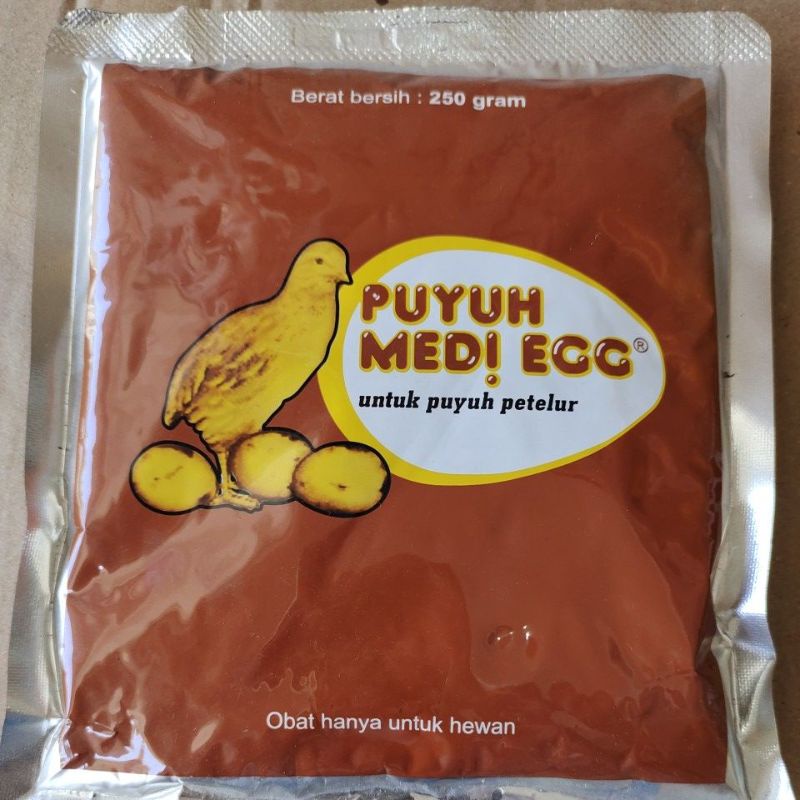 Berat bersih : 250 gram
PUYUH
MEDI EGG®
untuk puyuh petelur
Obat hanya untuk hewan